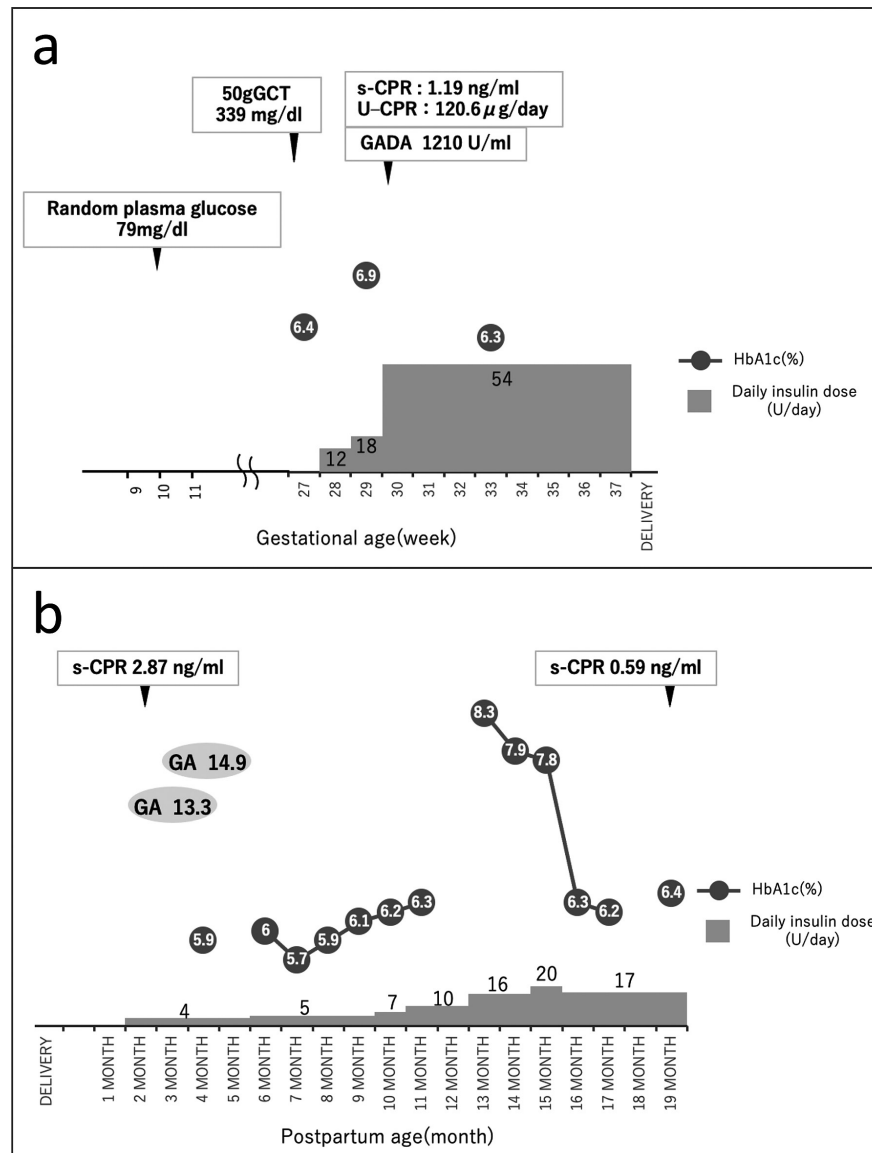 a
50gGCT
339 mg/dl
s-CPR : 1.19 ng/ml
U-CPR : 120.6μg/day
GADA 1210 U/ml
Random plasma glucose
79mg/dl
6.9
6.4
6.3
HbA1c(%)
54
Daily insulin dose
(U/day)
18
12
9
10
11
27
28
29
30
31
32
33
34
35
36
37
DELIVERY
Gestational age(week)
b
s-CPR 2.87 ng/ml
s-CPR 0.59 ng/ml
8.3
7.9
7.8
GA 14.9
GA 13.3
5.9
6
5.7
5.9
6.1
6.2
6.3
6.3
6.2
6.4
HbA1c(%)
Daily insulin dose
(U/day)
4
5
7
10
16
20
17
DELIVERY
1 MONTH
2 MONTH
3 MONTH
4 MONTH
5 MONTH
6 MONTH
7 MONTH
8 MONTH
9 MONTH
10 MONTH
11 MONTH
12 MONTH
13 MONTH
14 MONTH
15 MONTH
16 MONTH
17 MONTH
18 MONTH
19 MONTH
Postpartum age(month)